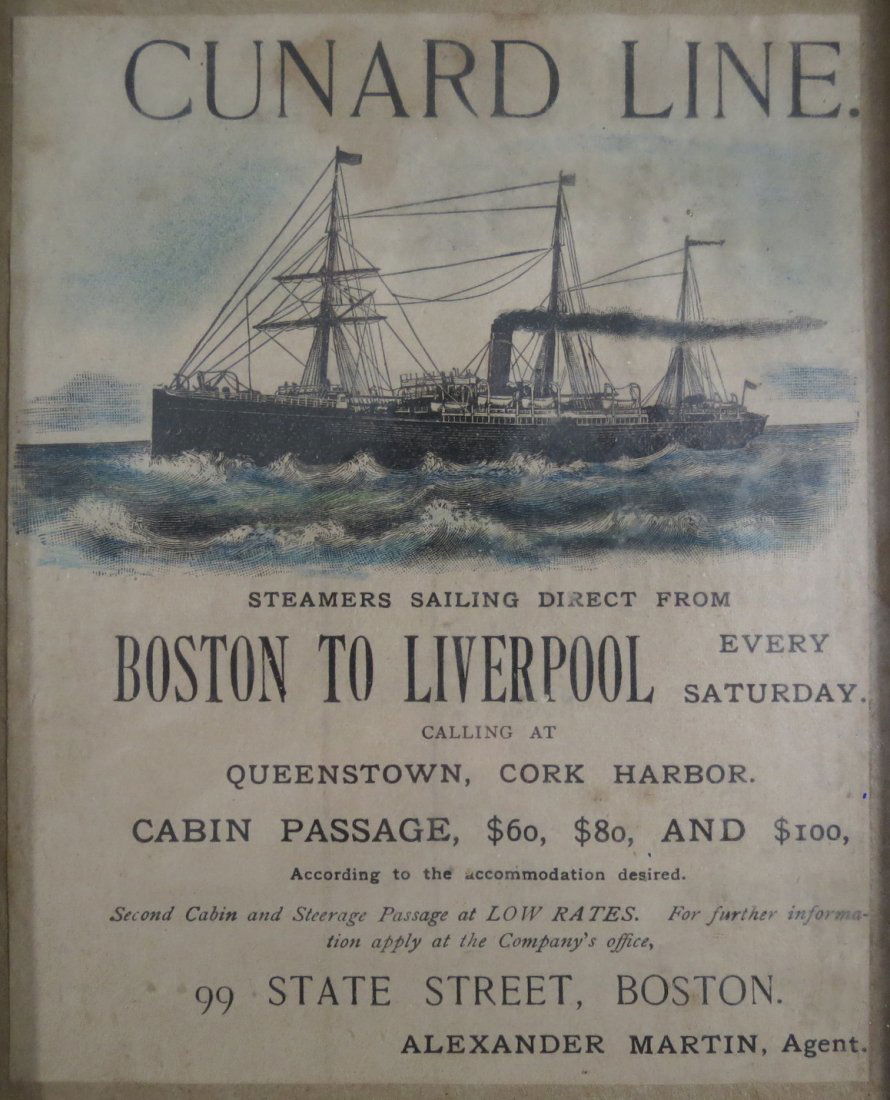 CUNARD LINE.
STEAMERS SAILING DIRECT FROM
BOSTON TO LIVERPOOL EVERY SATURDAY.
CALLING AT
QUEENSTOWN, CORK HARBOR.
CABIN PASSAGE, $60, $80, AND $100,
According to the accommodation desired.
Second Cabin and Steerage Passage at LOW RATES. For further informa-
tion apply at the Company's office,
99 STATE STREET, BOSTON.
ALEXANDER MARTIN, Agent.